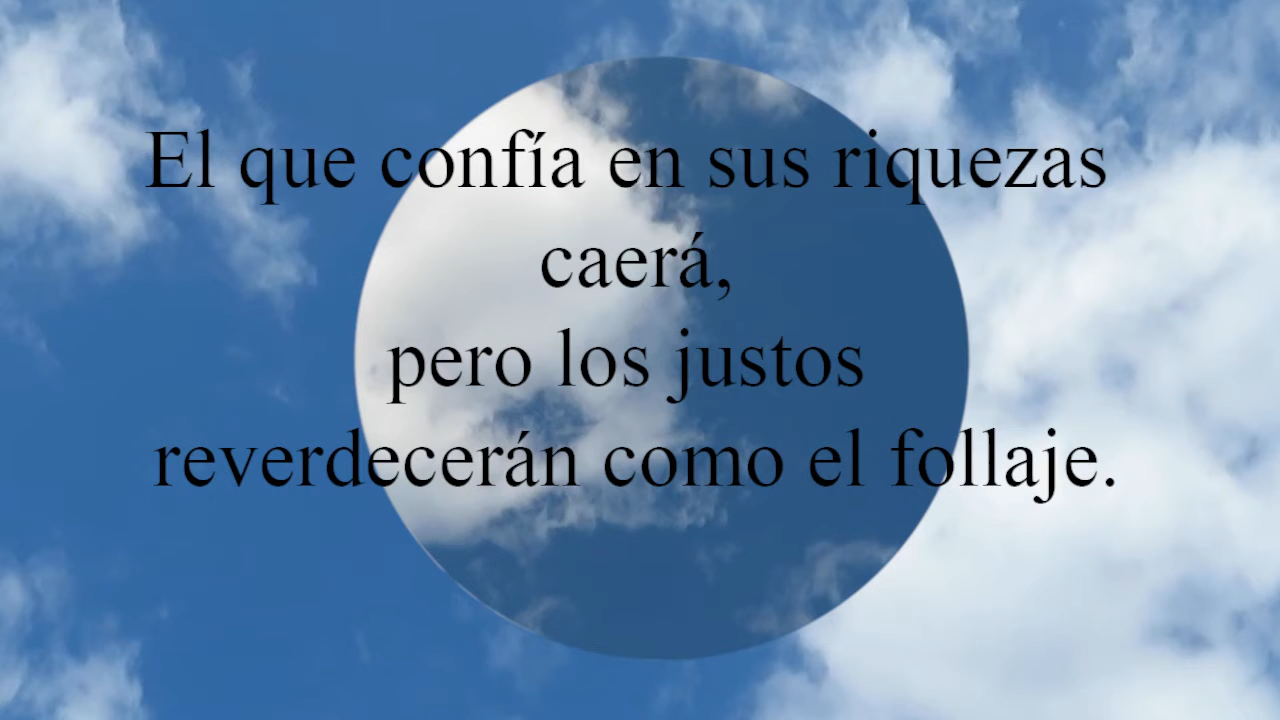 El que confía en sus riquezas
caerá,
pero los justos
reverdecerán como el follaje.